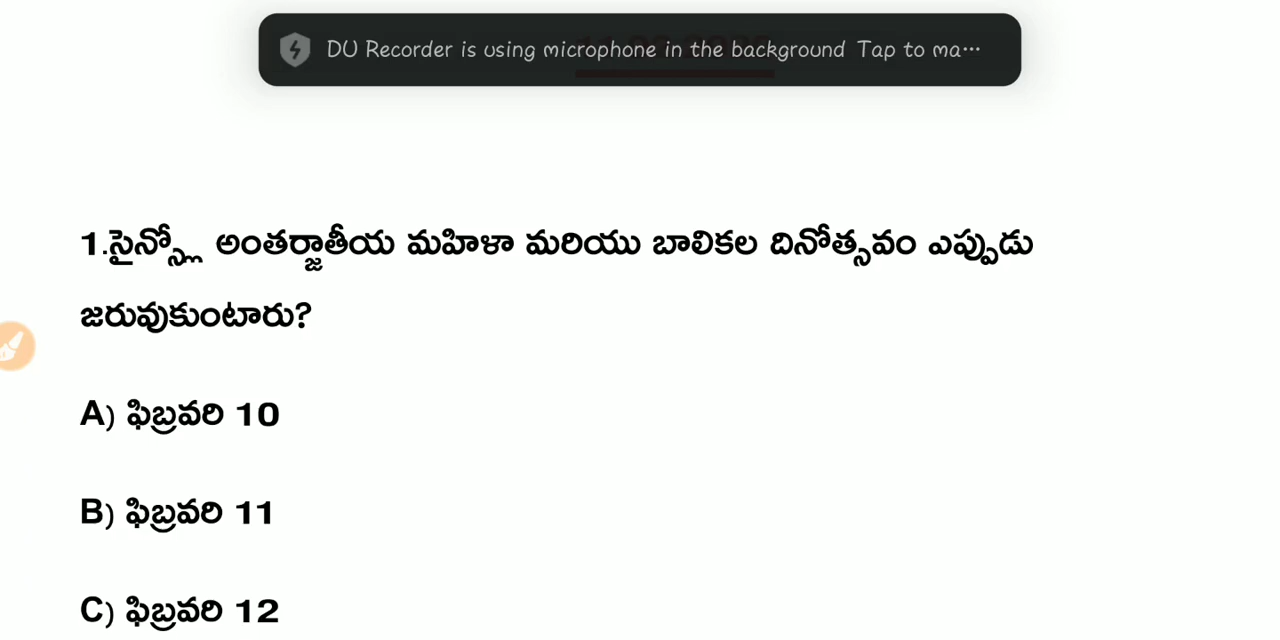 DU Recorder is using microphone in the background Tap to ma···
1.సైన్స్లో అంతర్జాతీయ మహిళా మరియు బాలికల దినోత్సవం ఎప్పుడు
జరువుకుంటారు?
A) ఫిబ్రవరి 10
B) ఫిబ్రవరి 11
C) ఫిబ్రవరి 12